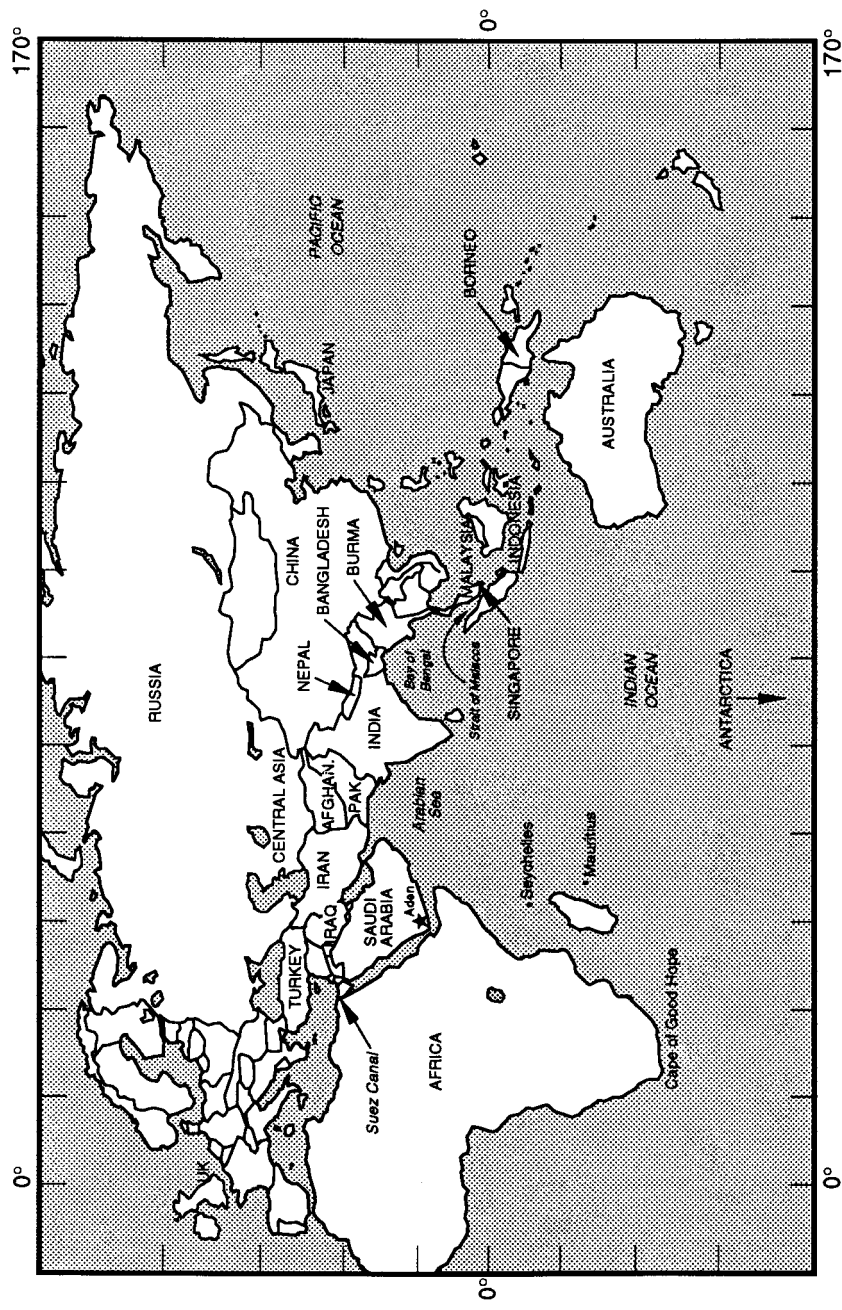 170°
0°
170°
RUSSIA
PACIFIC
OCEAN
JAPAN
CHINA
BANGLADESH
BURMA
NEPAL
CENTRAL ASIA
AFGHAN.
PAK
IRAN
INDIA
IRAQ
TURKEY
SAUDI
ARABIA
Aden
UK
Suez Canal
AFRICA
Arabian
Sea
Bay of
Bengal
MALAYSIA
INDONESIA
BORNEO
Strait of Malacca
SINGAPORE
AUSTRALIA
INDIAN
OCEAN
ANTARCTICA
Seychelles
Mauritius
Cape of Good Hope
0°
0°
0°